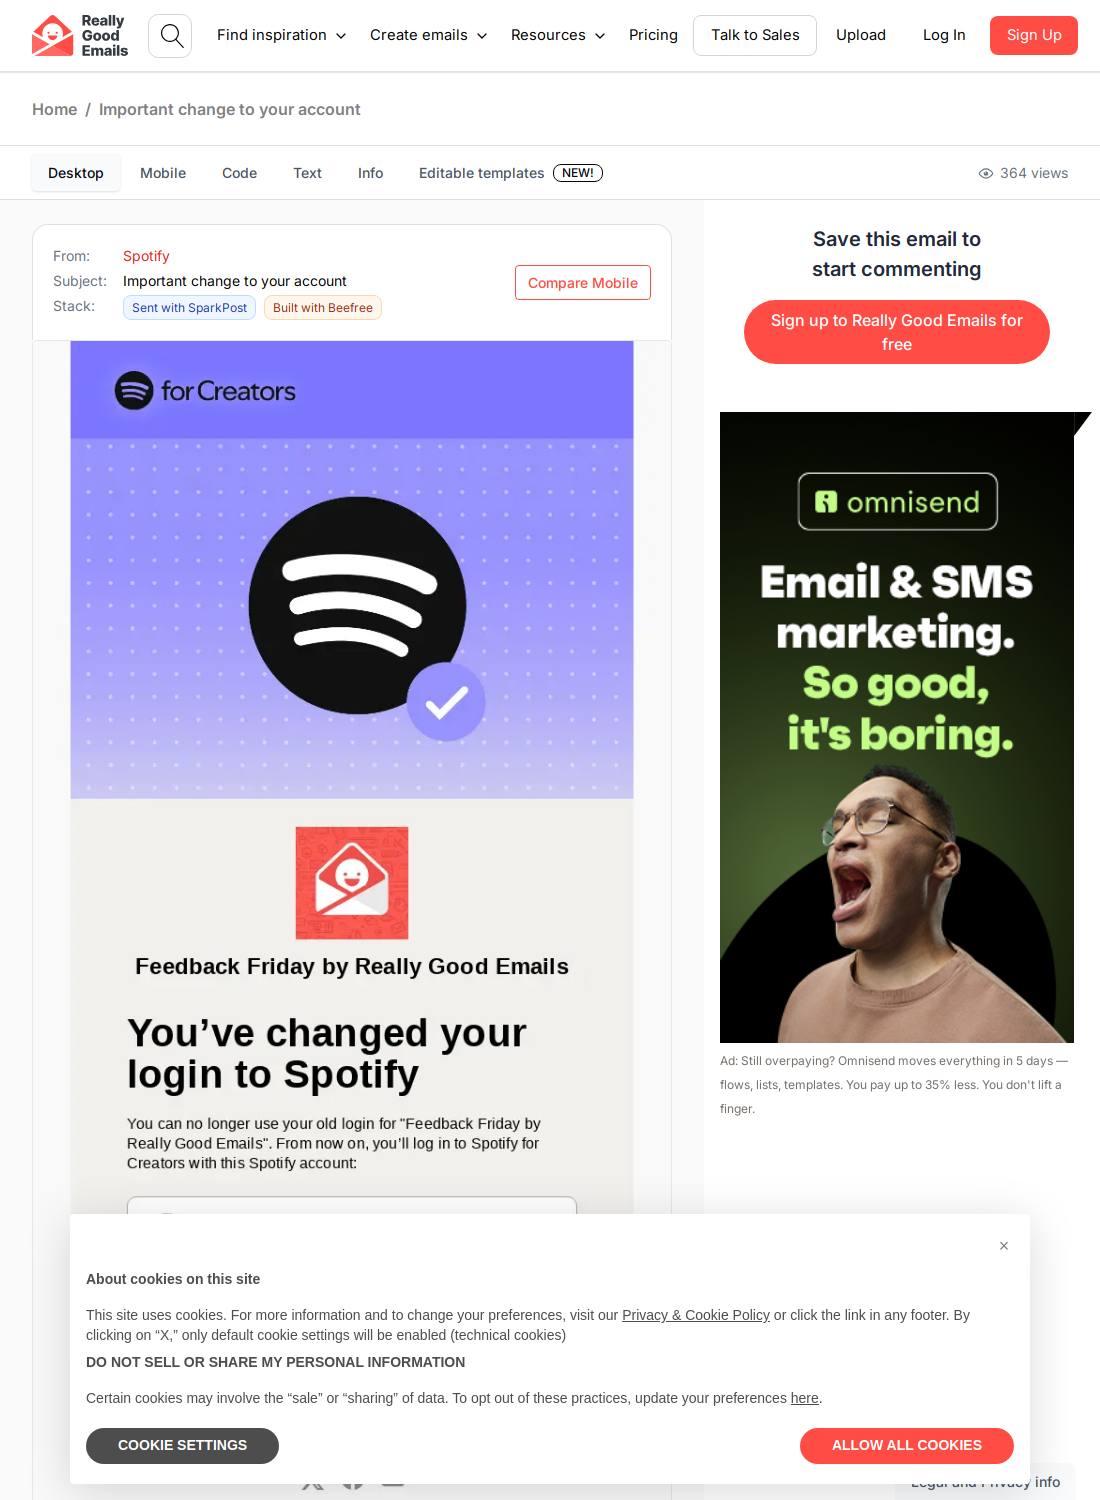 Really
Good
Emails
Find inspiration
Create emails
Resources
Pricing
Talk to Sales
Upload
Log In
Sign Up
Home / Important change to your account
Desktop
Mobile
Code
Text
Info
Editable templates
NEW!
364 views
From: Spotify
Subject: Important change to your account
Stack: Sent with SparkPost Built with Beefree
Compare Mobile
for Creators
Feedback Friday by Really Good Emails
You’ve changed your
login to Spotify
You can no longer use your old login for "Feedback Friday by
Really Good Emails". From now on, you’ll log in to Spotify for
Creators with this Spotify account:
Save this email to
start commenting
Sign up to Really Good Emails for
free
omnisend
Email & SMS
marketing.
So good,
it's boring.
Ad: Still overpaying? Omnisend moves everything in 5 days —
flows, lists, templates. You pay up to 35% less. You don't lift a
finger.
×
About cookies on this site
This site uses cookies. For more information and to change your preferences, visit our Privacy & Cookie Policy or click the link in any footer. By
clicking on “X,” only default cookie settings will be enabled (technical cookies)
DO NOT SELL OR SHARE MY PERSONAL INFORMATION
Certain cookies may involve the “sale” or “sharing” of data. To opt out of these practices, update your preferences here.
COOKIE SETTINGS
ALLOW ALL COOKIES
Legal and Privacy info